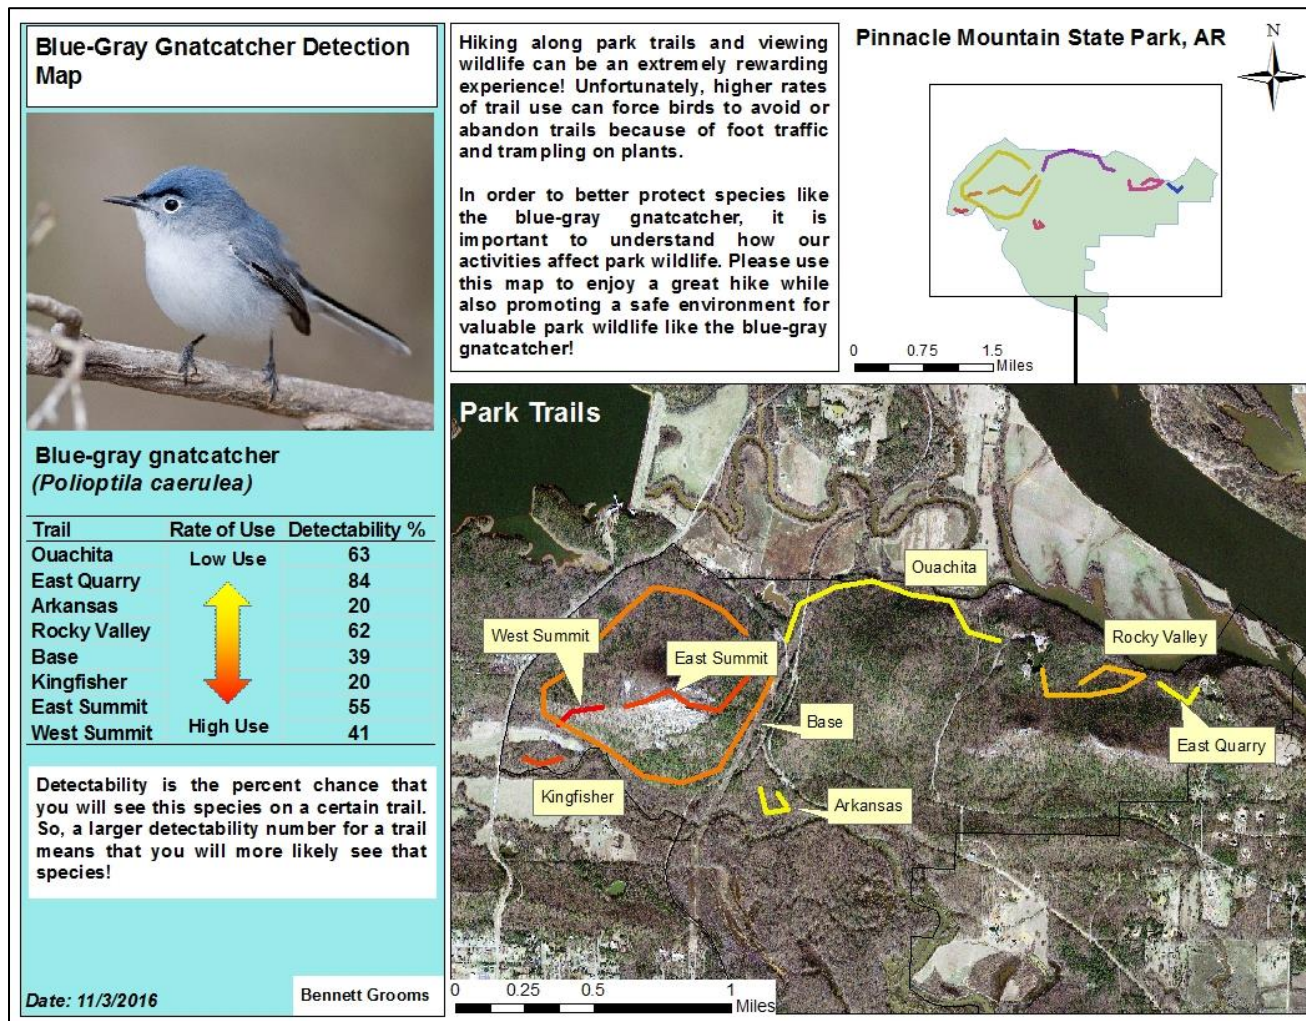 Blue-Gray Gnatcatcher Detection
Map
Blue-gray gnatcatcher
(Polioptila caerulea)
Trail Rate of Use Detectability %
Ouachita Low Use 63
East Quarry 84
Arkansas 20
Rocky Valley 62
Base 39
Kingfisher 20
East Summit 55
West Summit High Use 41
Detectability is the percent chance that
you will see this species on a certain trail.
So, a larger detectability number for a trail
means that you will more likely see that
species!
Date: 11/3/2016
Bennett Grooms
Hiking along park trails and viewing
wildlife can be an extremely rewarding
experience! Unfortunately, higher rates
of trail use can force birds to avoid or
abandon trails because of foot traffic
and trampling on plants.
In order to better protect species like
the blue-gray gnatcatcher, it is
important to understand how our
activities affect park wildlife. Please use
this map to enjoy a great hike while
also promoting a safe environment for
valuable park wildlife like the blue-gray
gnatcatcher!
Pinnacle Mountain State Park, AR
N
0 0.75 1.5
Miles
Park Trails
Ouachita
West Summit
East Summit
Rocky Valley
Base
East Quarry
Kingfisher
Arkansas
0 0.25 0.5 1
Miles